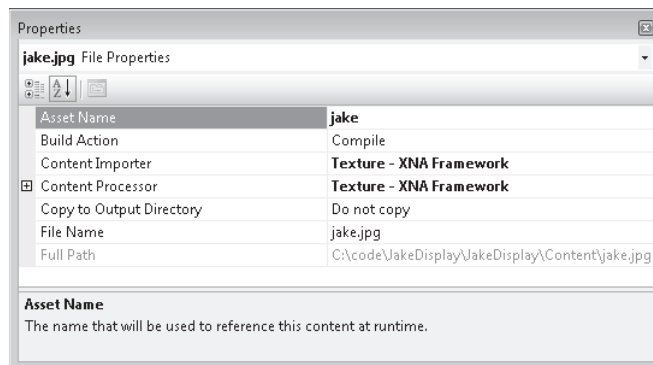 Properties
jake.jpg File Properties
Asset Name jake
Build Action Compile
Content Importer Texture - XNA Framework
Content Processor Texture - XNA Framework
Copy to Output Directory Do not copy
File Name jake.jpg
Full Path C:\code\JakeDisplay\JakeDisplay\Content\jake.jpg
Asset Name
The name that will be used to reference this content at runtime.